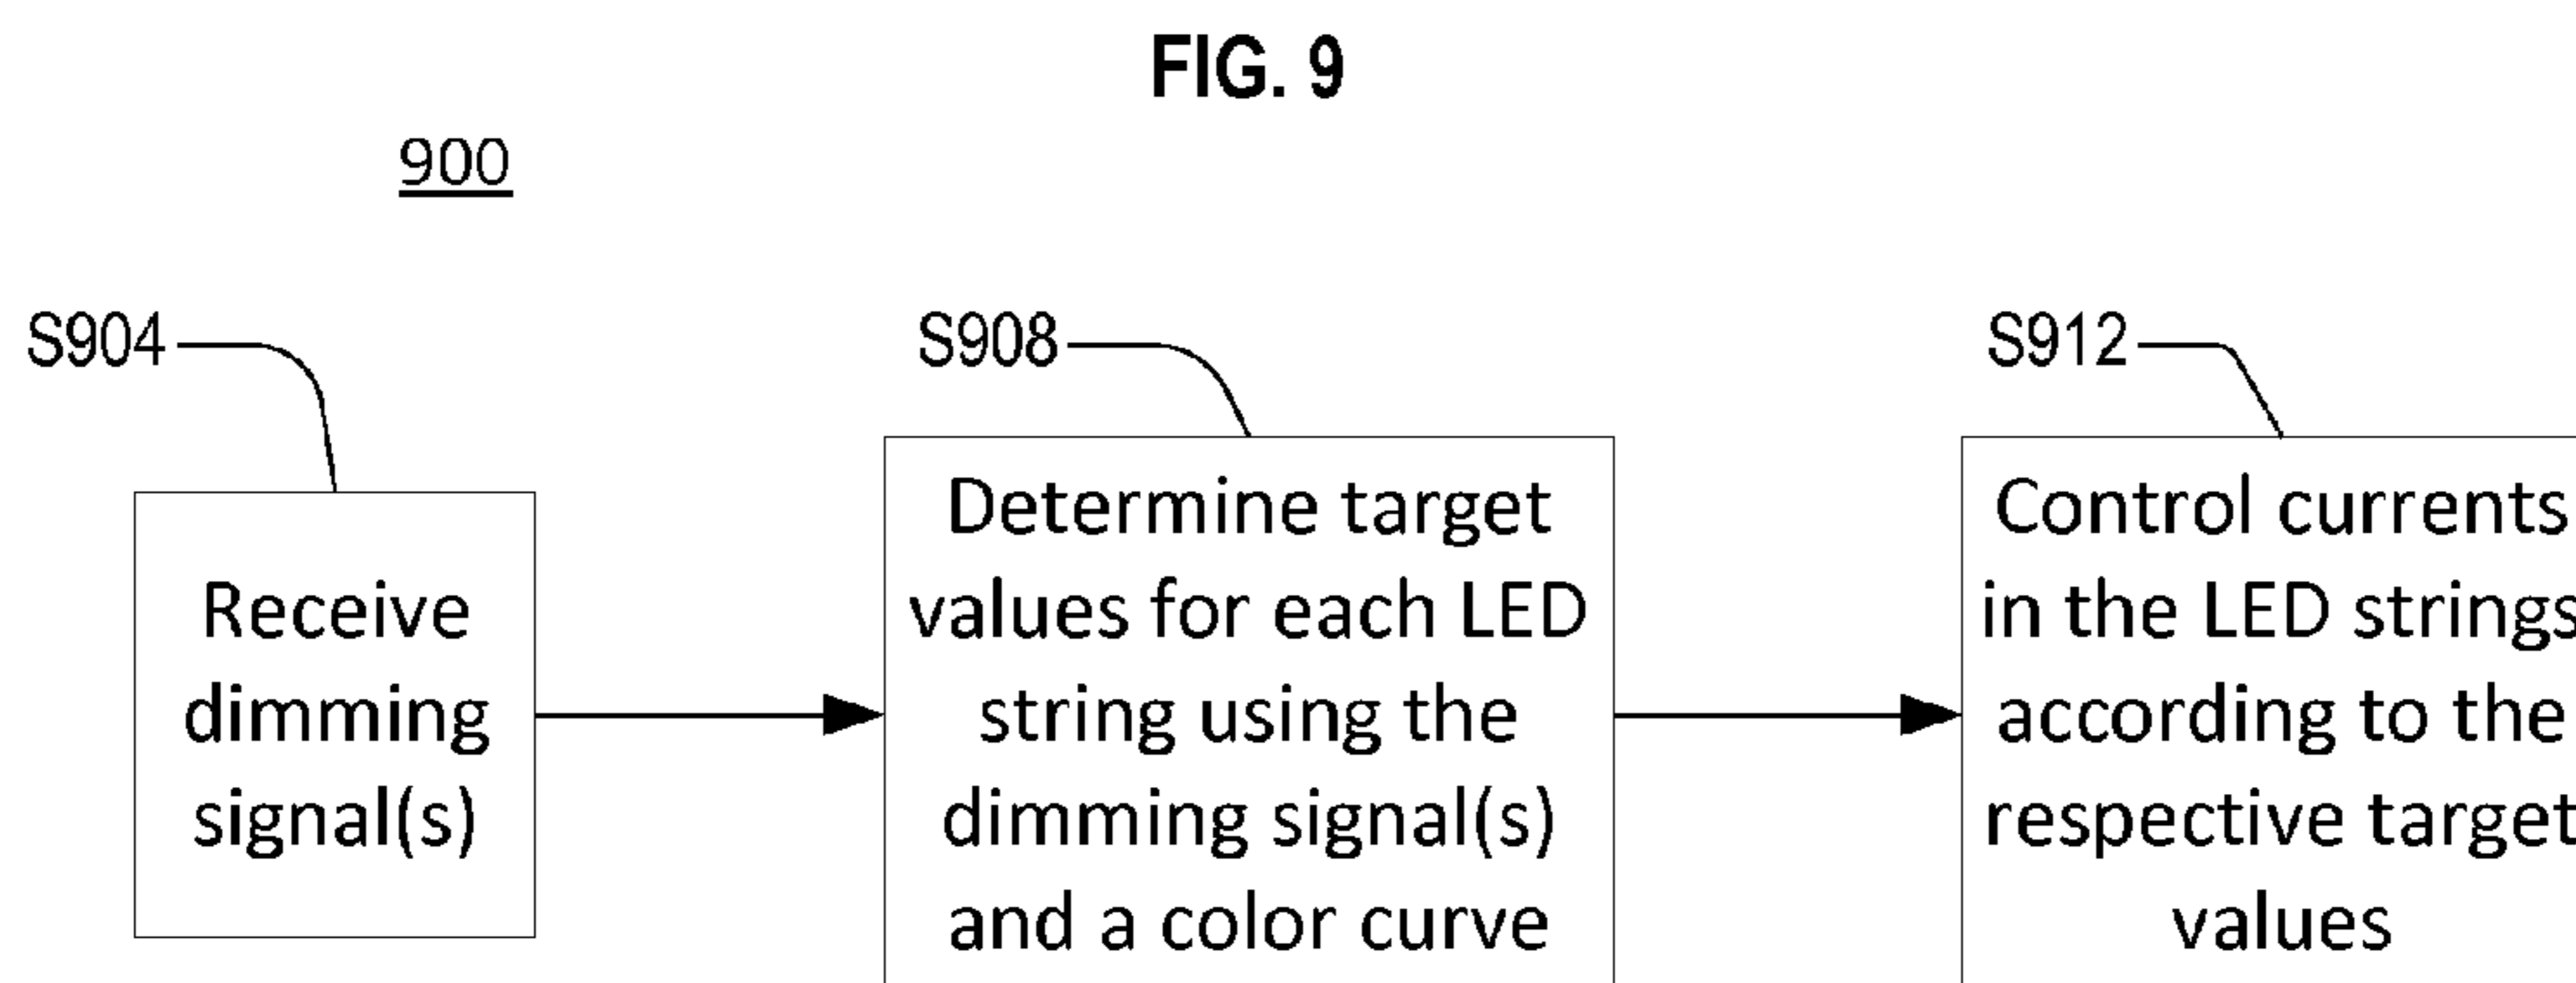 FIG. 9
900
S904
S908
S912
Receive
dimming
signal(s)
Determine target
values for each LED
string using the
dimming signal(s)
and a color curve
Control currents
in the LED strings
according to the
respective target
values